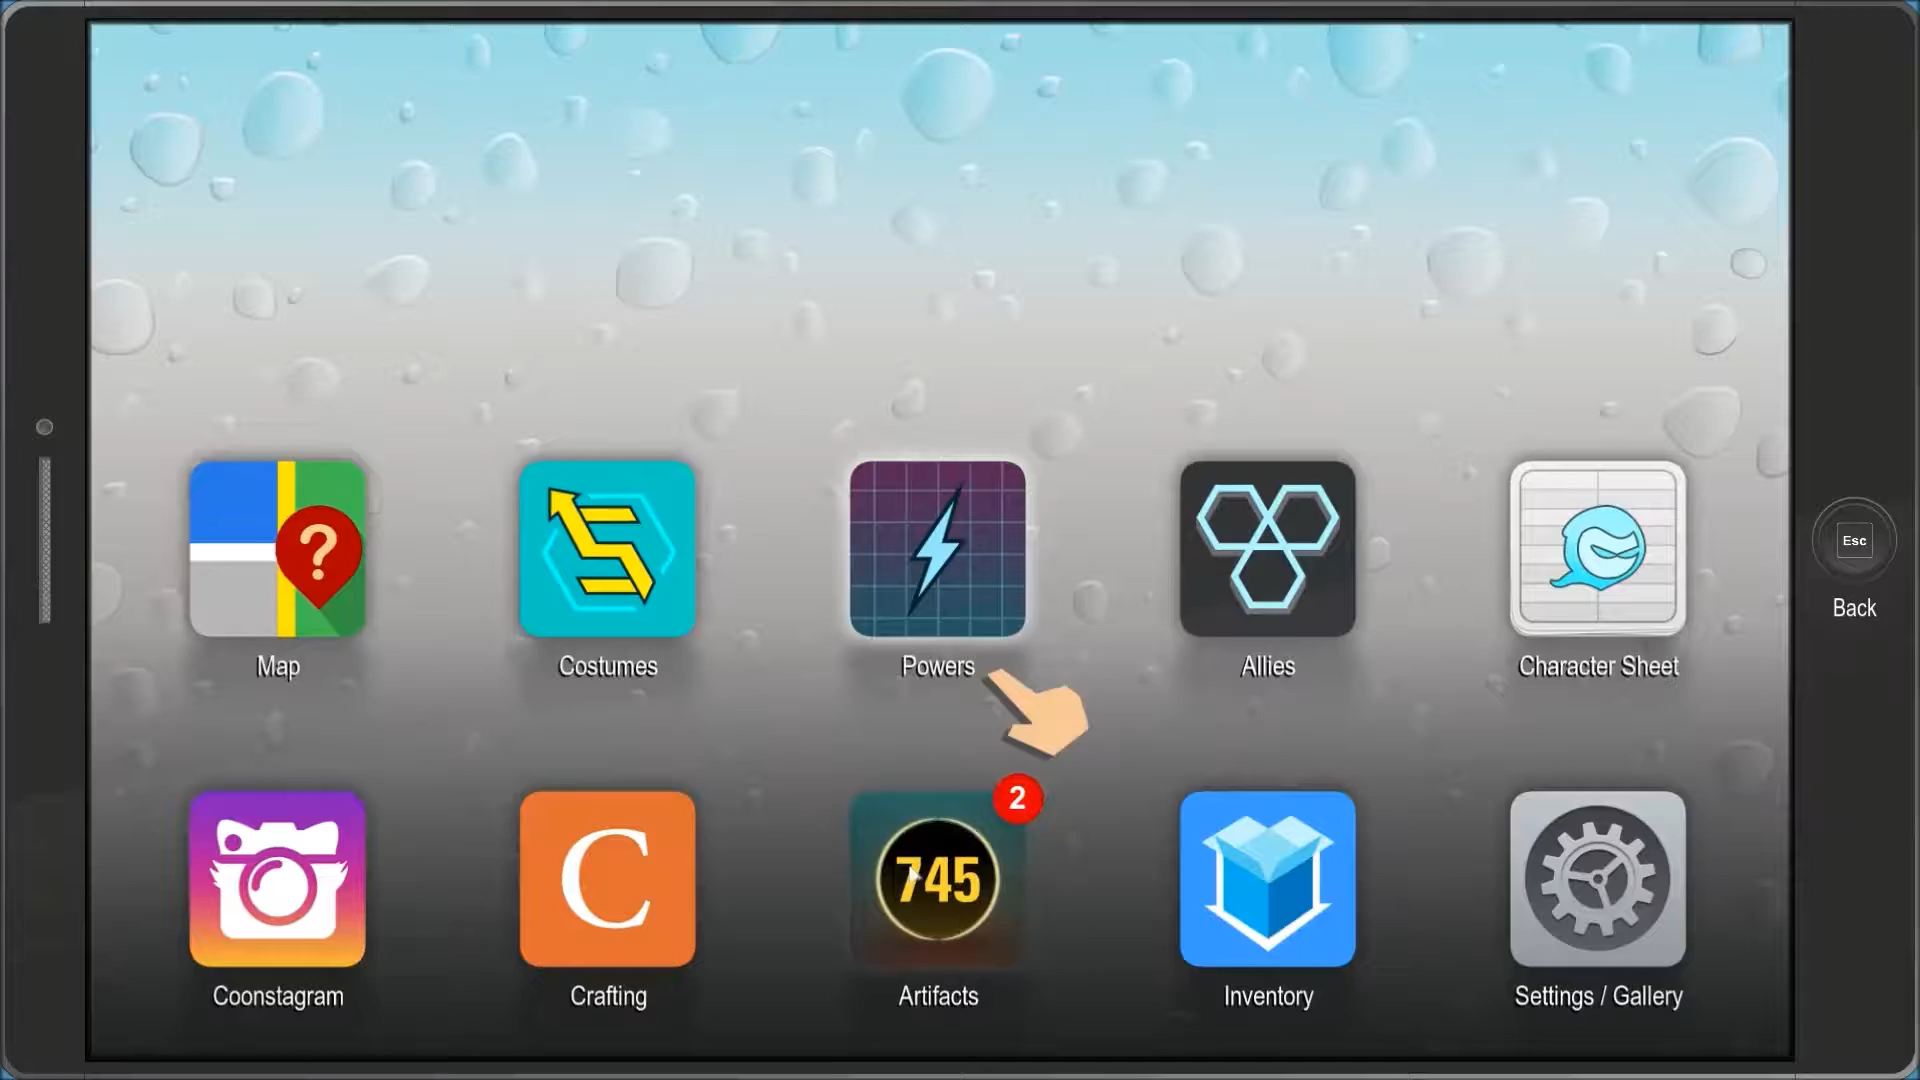 ?
Esc
Back
Map
Costumes
Powers
Allies
Character Sheet
2
C
745
Coonstagram
Crafting
Artifacts
Inventory
Settings / Gallery